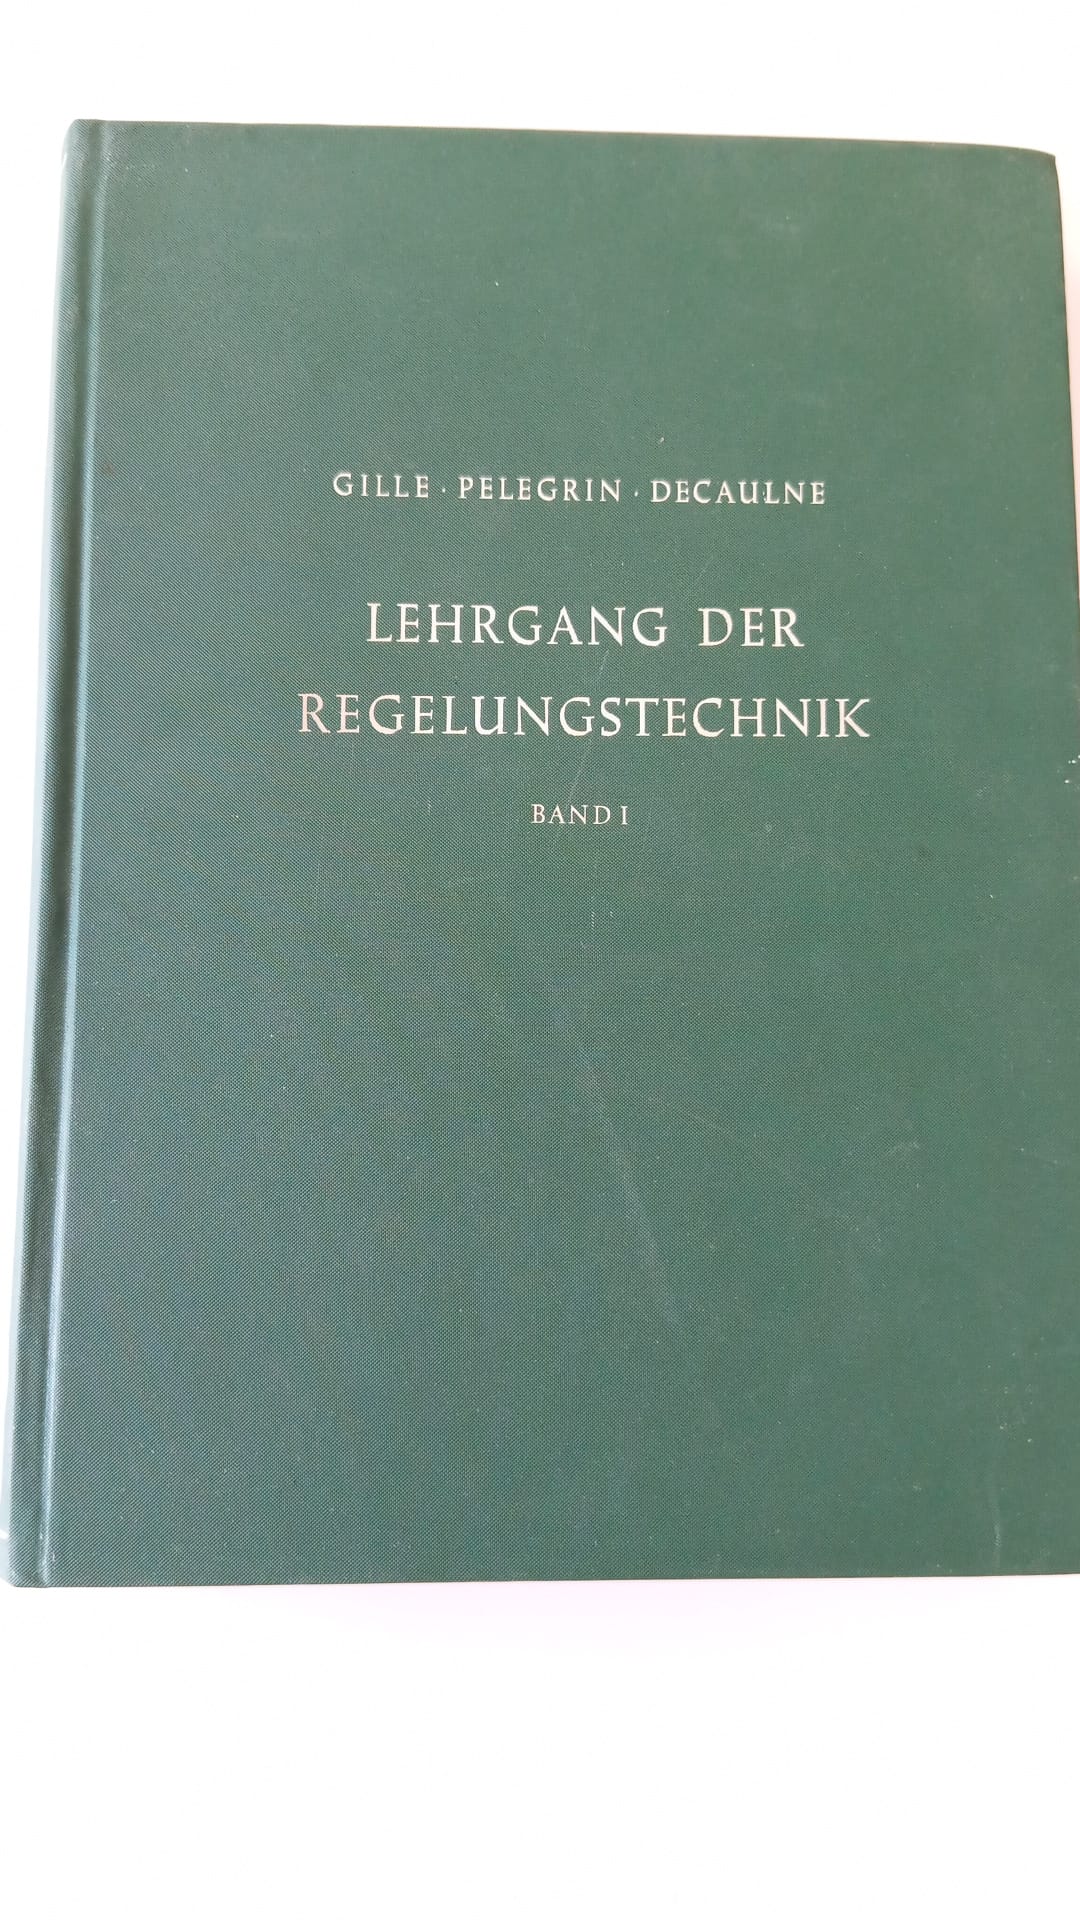 GILLE · PELEGRIN · DECAULNE
LEHRGANG DER
REGELUNGSTECHNIK
BAND I